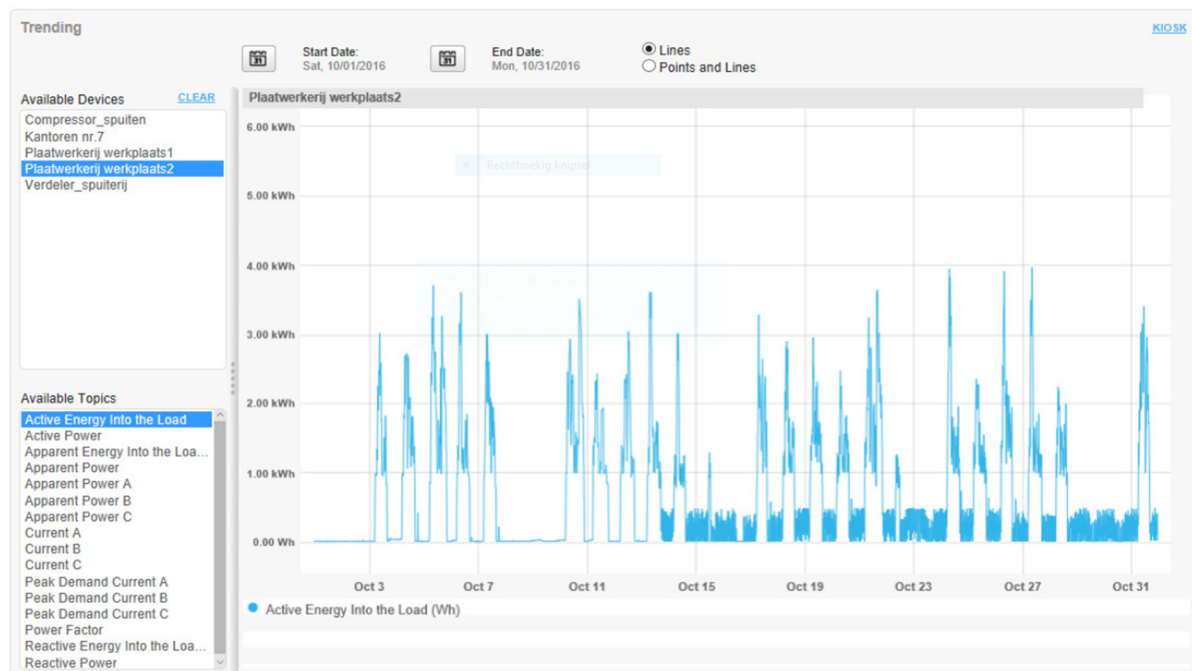 Trending
KIOSK
31
Start Date:
Sat, 10/01/2016
31
End Date:
Mon, 10/31/2016
Lines
Points and Lines
Available Devices
CLEAR
Compressor_spuiten
Kantoren nr.7
Plaatwerkerij werkplaats1
Plaatwerkerij werkplaats2
Verdeler_spuiterij
Available Topics
Active Energy Into the Load
Active Power
Apparent Energy Into the Loa...
Apparent Power
Apparent Power A
Apparent Power B
Apparent Power C
Current A
Current B
Current C
Peak Demand Current A
Peak Demand Current B
Peak Demand Current C
Power Factor
Reactive Energy Into the Loa...
Reactive Power
Plaatwerkerij werkplaats2
Rechthoekig knipsel
6.00 kWh
5.00 kWh
4.00 kWh
3.00 kWh
2.00 kWh
1.00 kWh
0.00 Wh
Oct 3 Oct 7 Oct 11 Oct 15 Oct 19 Oct 23 Oct 27 Oct 31
Active Energy Into the Load (Wh)